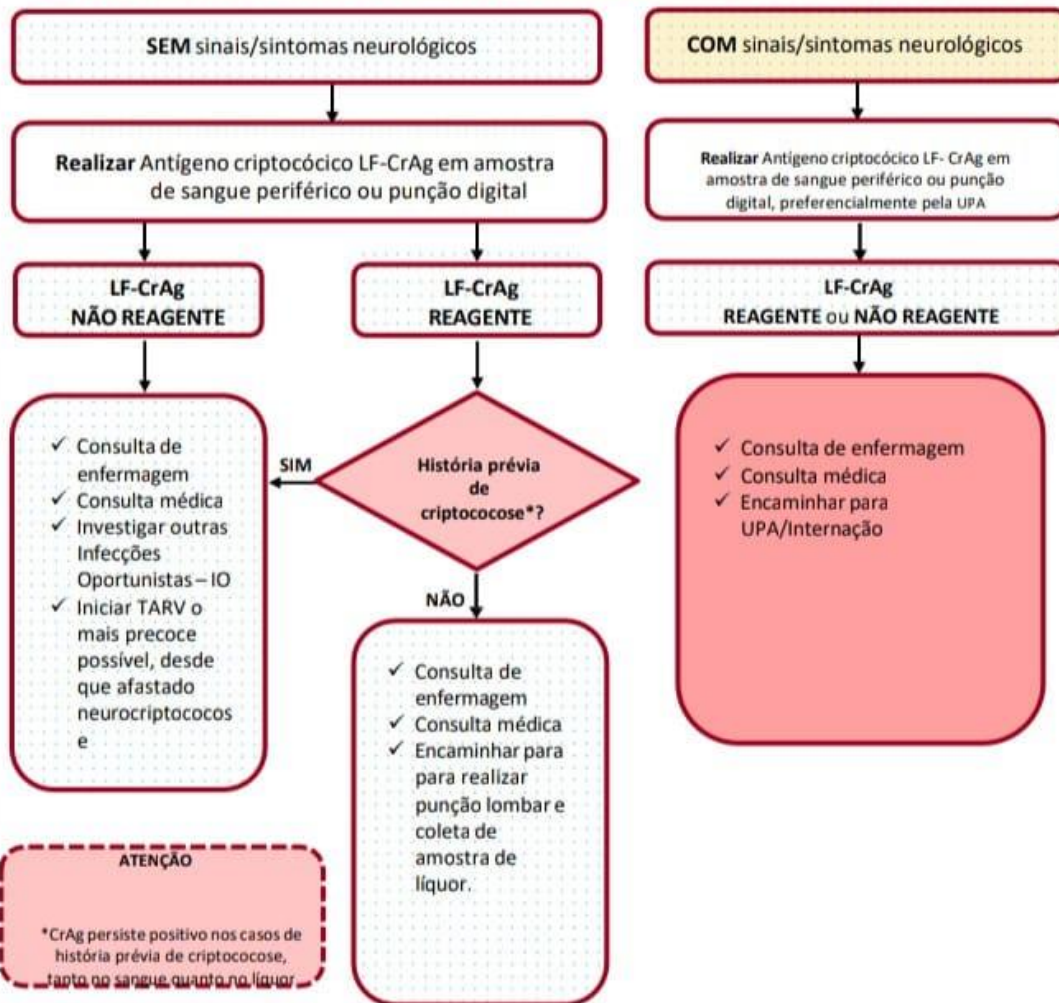 SEM sinais/sintomas neurológicos
Realizar Antígeno criptocócico LF-CrAg em amostra
de sangue periférico ou punção digital
LF-CrAg
NÃO REAGENTE
LF-CrAg
REAGENTE
✓ Consulta de
enfermagem
✓ Consulta médica
✓ Investigar outras
Infecções
Oportunistas – IO
✓ Iniciar TARV o
mais precoce
possível, desde
que afastado
neurocriptococos
e
SIM
História prévia
de
criptococose*?
NÃO
✓ Consulta de
enfermagem
✓ Consulta médica
✓ Encaminhar para
para realizar
punção lombar e
coleta de
amostra de
líquor.
COM sinais/sintomas neurológicos
Realizar Antígeno criptocócico LF- CrAg em
amostra de sangue periférico ou punção
digital, preferencialmente pela UPA
LF-CrAg
REAGENTE ou NÃO REAGENTE
✓ Consulta de enfermagem
✓ Consulta médica
✓ Encaminhar para
UPA/Internação
ATENÇÃO
*CrAg persiste positivo nos casos de
história prévia de criptococose,
tanto no sangue quanto no líquor